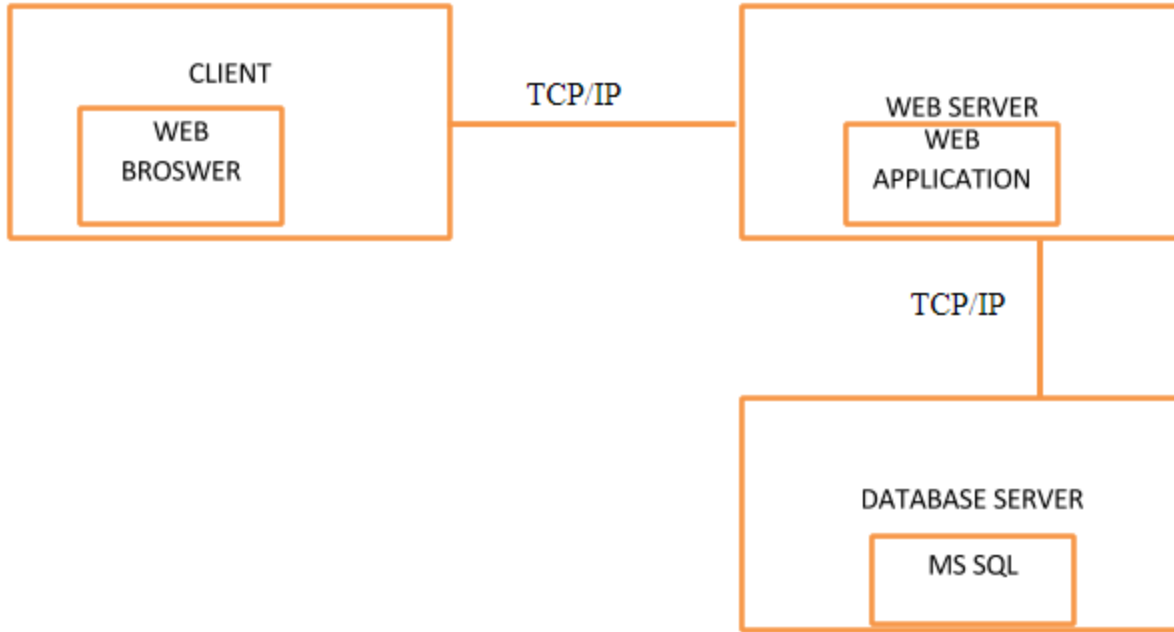 CLIENT
WEB
BROSWER
TCP/IP
WEB SERVER
WEB
APPLICATION
TCP/IP
DATABASE SERVER
MS SQL